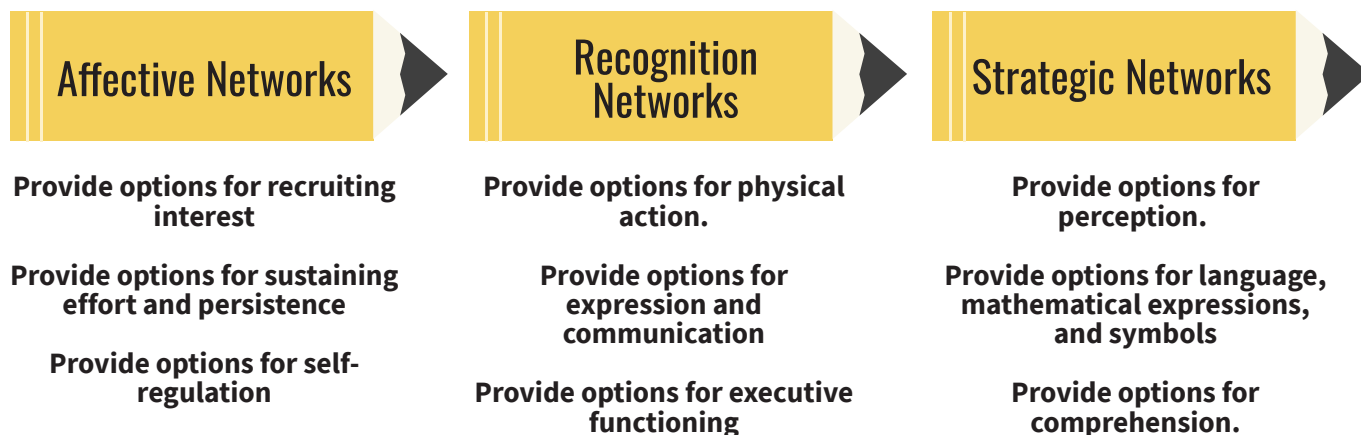 Affective Networks
Provide options for recruiting
interest
Provide options for sustaining
effort and persistence
Provide options for self-
regulation
Recognition
Networks
Provide options for physical
action.
Provide options for
expression and
communication
Provide options for executive
functioning
Strategic Networks
Provide options for
perception.
Provide options for language,
mathematical expressions,
and symbols
Provide options for
comprehension.